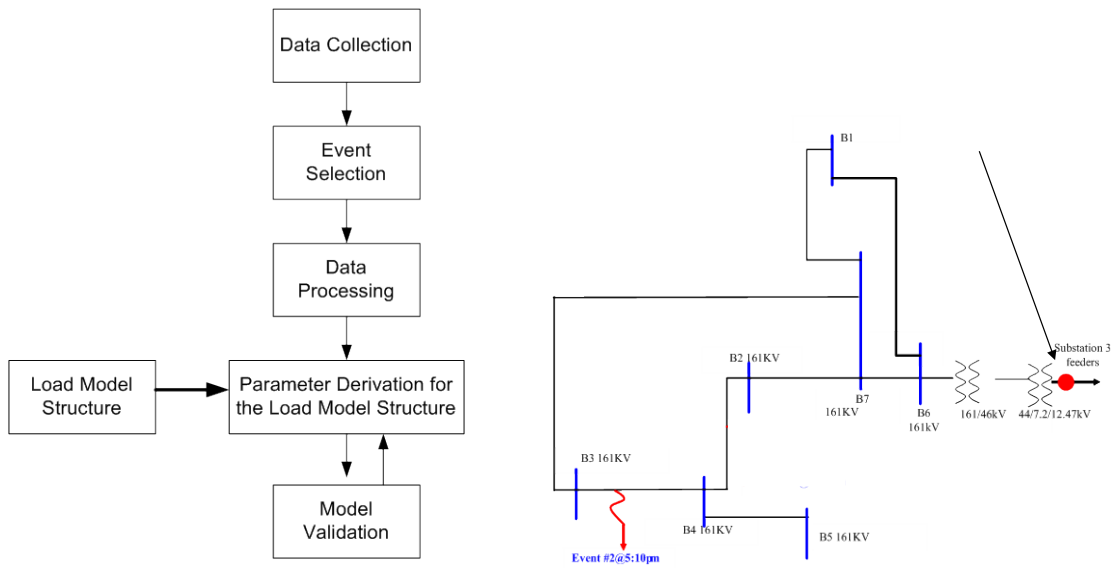 Data Collection
Event
Selection
Data
Processing
Load Model
Structure
Parameter Derivation for
the Load Model Structure
Model
Validation
B1
Substation 3
feeders
B2 161KV
B7
161KV
B6
161kV
161/46kV
44/7.2/12.47kV
B3 161KV
B4 161KV
B5 161KV
Event #2@5:10pm